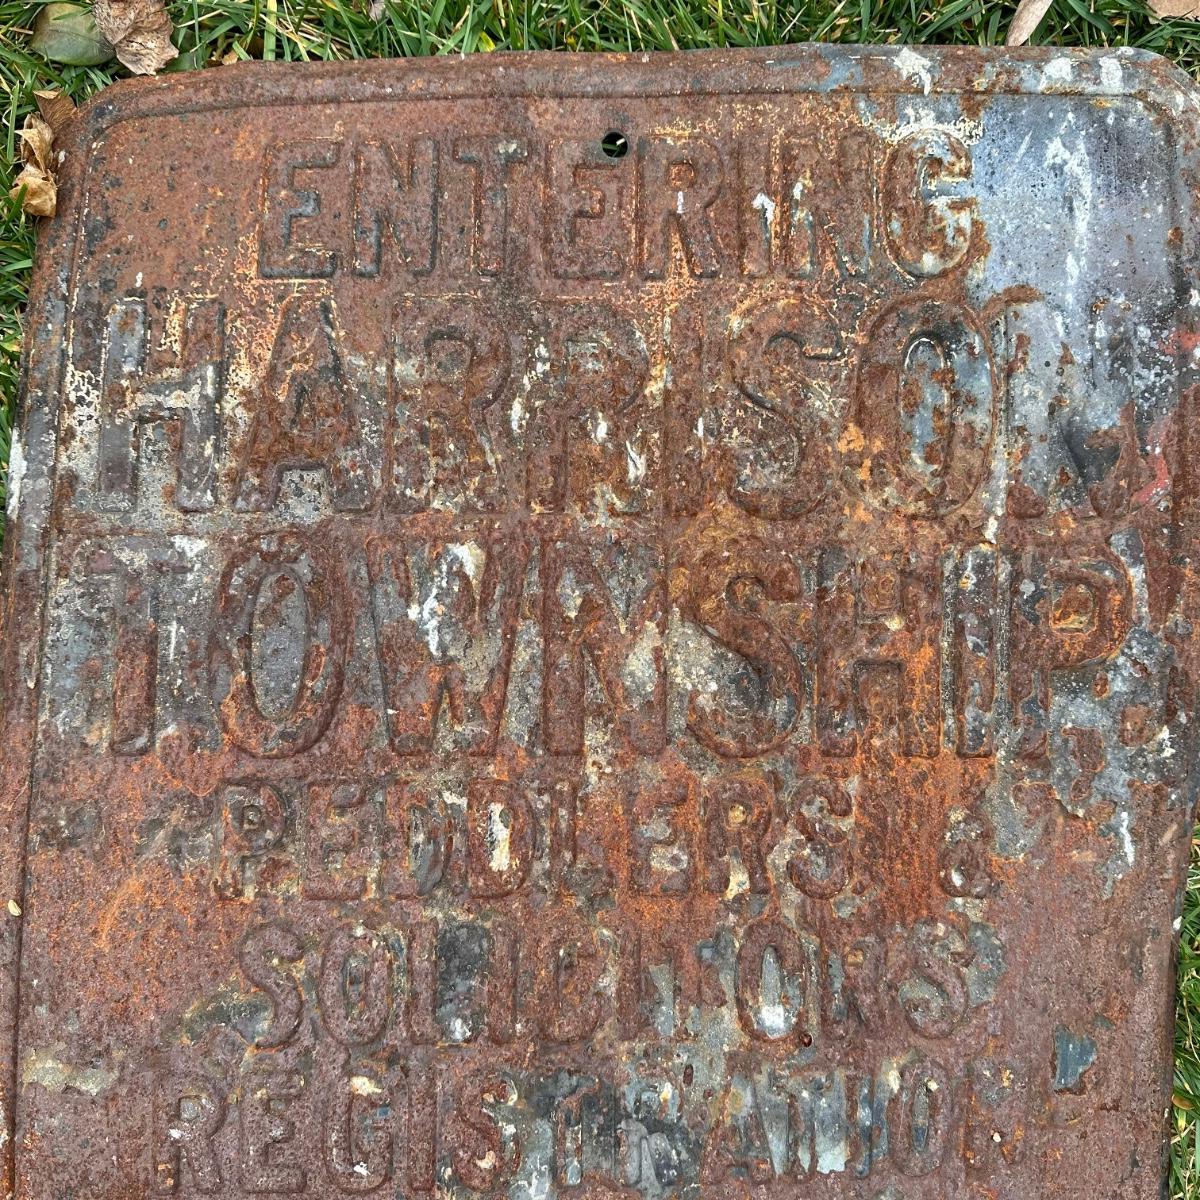 ENTERING
HARRISON
TOWNSHIP
PEDDLERS &
SOLICITORS
REGISTRATION